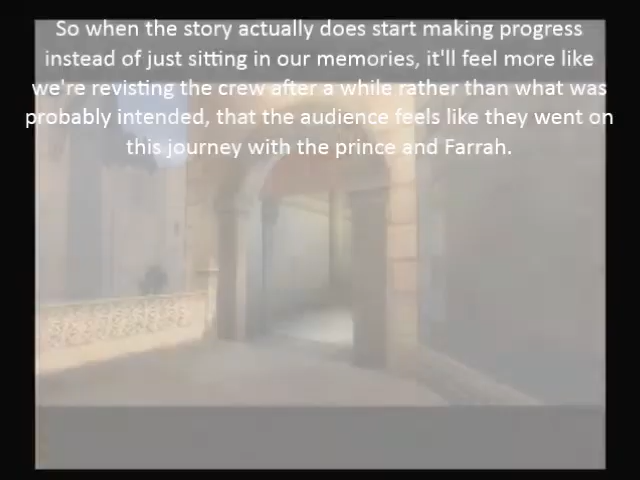 So when the story actually does start making progress
instead of just sitting in our memories, it'll feel more like
we're revisting the crew after a while rather than what was
probably intended, that the audience feels like they went on
this journey with the prince and Farrah.